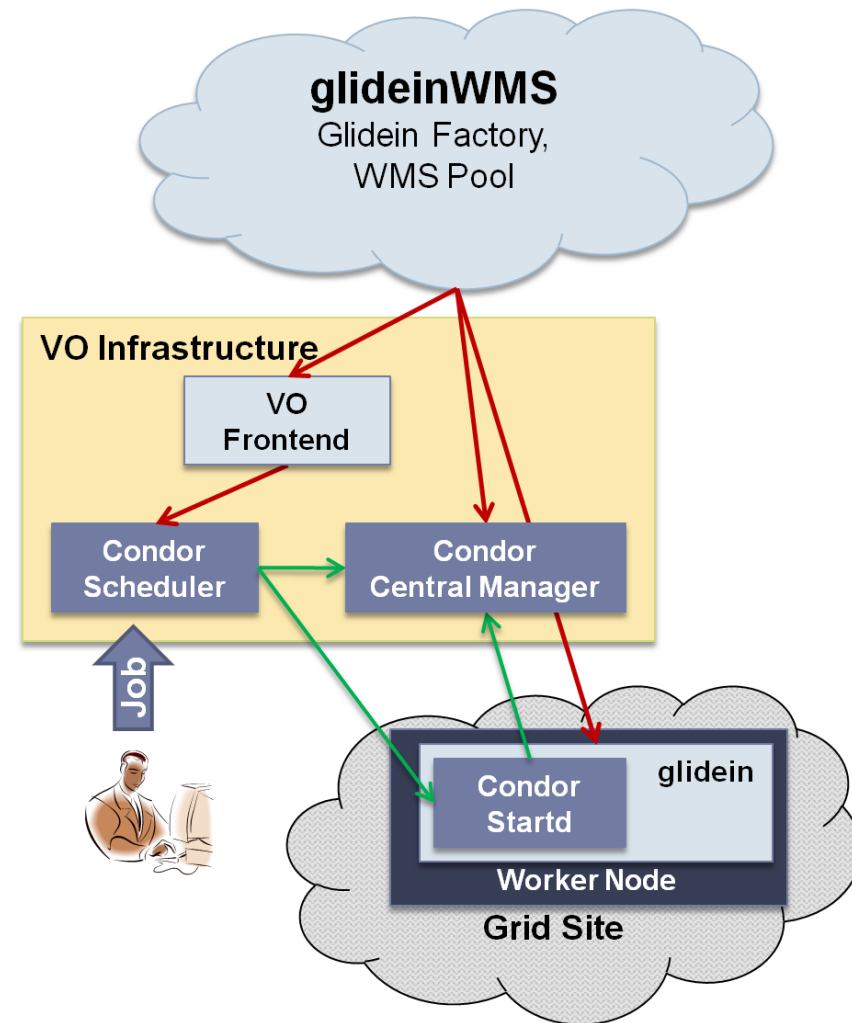 glideinWMS
Glidein Factory,
WMS Pool
VO Infrastructure
VO
Frontend
Condor
Scheduler
Condor
Central Manager
Job
glidein
Condor
Startd
Worker Node
Grid Site